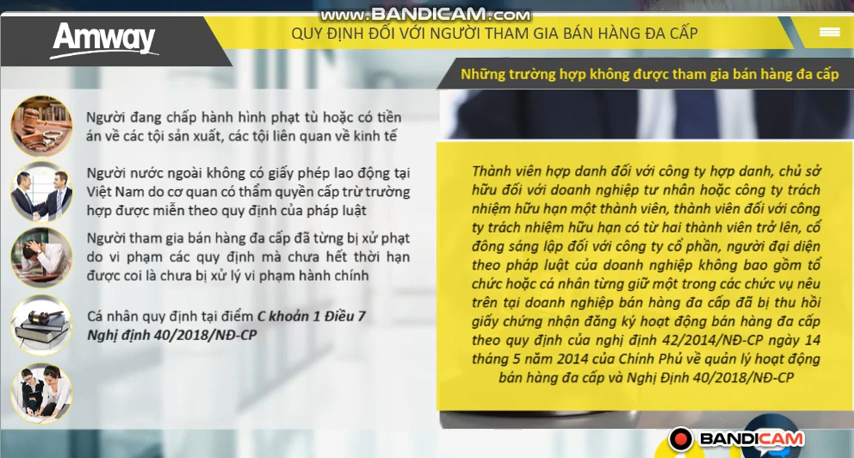 www.BANDICAM.com
Amway
QUY ĐỊNH ĐỐI VỚI NGƯỜI THAM GIA BÁN HÀNG ĐA CẤP
Những trường hợp không được tham gia bán hàng đa cấp
Người đang chấp hành hình phạt tù hoặc có tiền
án về các tội sản xuất, các tội liên quan về kinh tế
Người nước ngoài không có giấy phép lao động tại
Việt Nam do cơ quan có thẩm quyền cấp trừ trường
hợp được miễn theo quy định của pháp luật
Người tham gia bán hàng đa cấp đã từng bị xử phạt
do vi phạm các quy định mà chưa hết thời hạn
được coi là chưa bị xử lý vi phạm hành chính
Cá nhân quy định tại điểm C khoản 1 Điều 7
Nghị định 40/2018/NĐ-CP
Thành viên hợp danh đối với công ty hợp danh, chủ sở
hữu đối với doanh nghiệp tư nhân hoặc công ty trách
nhiệm hữu hạn một thành viên, thành viên đối với công
ty trách nhiệm hữu hạn có từ hai thành viên trở lên, cổ
đông sáng lập đối với công ty cổ phần, người đại diện
theo pháp luật của doanh nghiệp không bao gồm tổ
chức hoặc cá nhân từng giữ một trong các chức vụ nêu
trên tại doanh nghiệp bán hàng đa cấp đã bị thu hồi
giấy chứng nhận đăng ký hoạt động bán hàng đa cấp
theo quy định của nghị định 42/2014/NĐ-CP ngày 14
tháng 5 năm 2014 của Chính Phủ về quản lý hoạt động
bán hàng đa cấp và Nghị Định 40/2018/NĐ-CP
BANDICAM